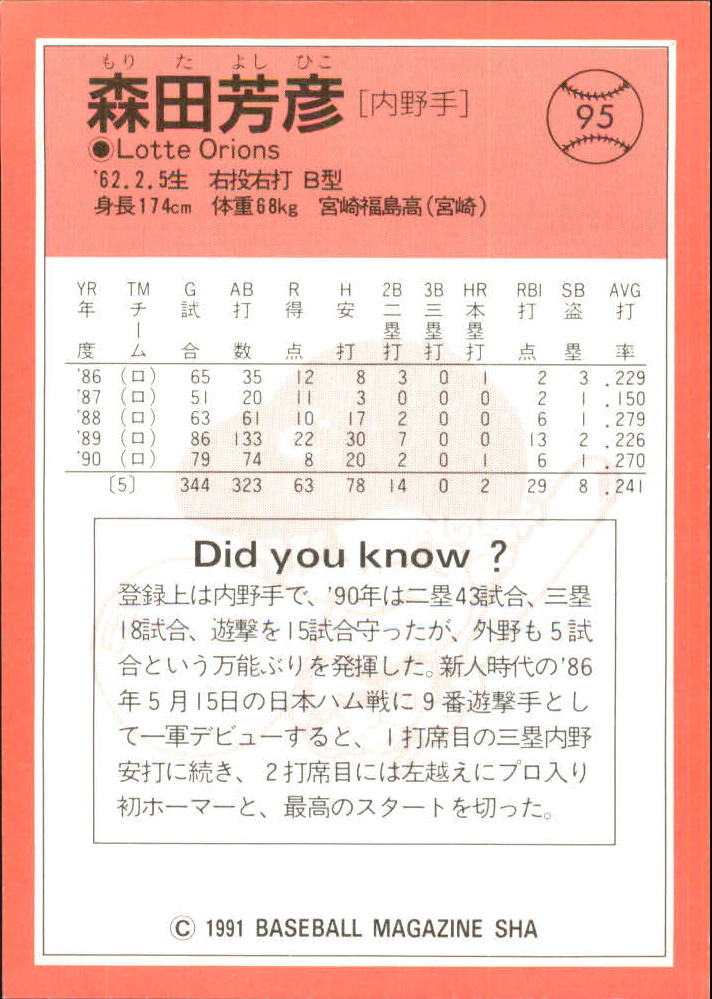 もり た よし ひこ
森田芳彦 [内野手]
95
●Lotte Orions
'62.2.5生 右投右打 B型
身長174cm 体重68kg 宮崎福島高(宮崎)
YR TM G AB R H 2B 3B HR RBI SB AVG
年度 チーム 試合 打数 得点 安打 二塁打 三塁打 本塁打 打点 盗塁 打率
'86 (ロ) 65 35 12 8 3 0 1 2 3 .229
'87 (ロ) 51 20 11 3 0 0 0 2 1 .150
'88 (ロ) 63 61 10 17 2 0 0 6 1 .279
'89 (ロ) 86 133 22 30 7 0 0 13 2 .226
'90 (ロ) 79 74 8 20 2 0 1 6 1 .270
〔5〕 344 323 63 78 14 0 2 29 8 .241
Did you know ?
登録上は内野手で、'90年は二塁43試合、三塁
18試合、遊撃を15試合守ったが、外野も5試
合という万能ぶりを発揮した。新人時代の'86
年5月15日の日本ハム戦に9番遊撃手とし
て一軍デビューすると、1打席目の三塁内野
安打に続き、2打席目には左越えにプロ入り
初ホーマーと、最高のスタートを切った。
© 1991 BASEBALL MAGAZINE SHA